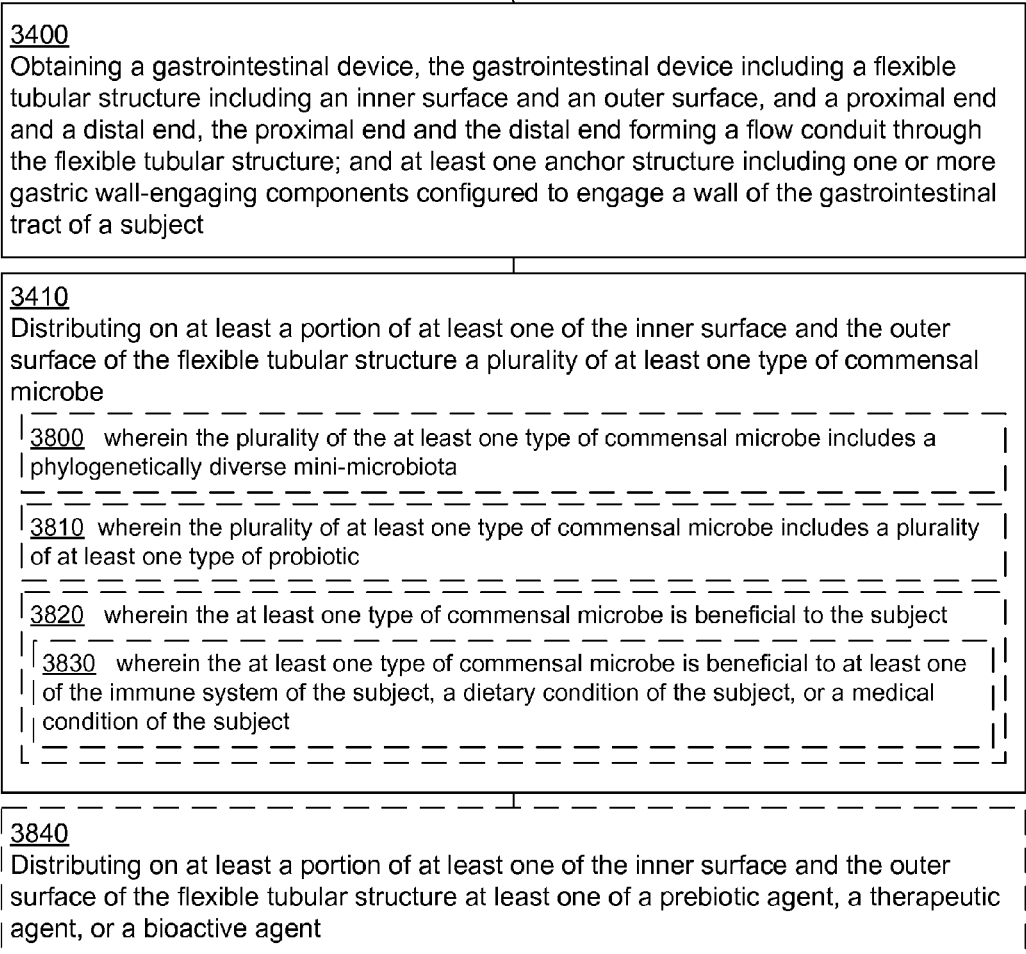 3400
Obtaining a gastrointestinal device, the gastrointestinal device including a flexible
tubular structure including an inner surface and an outer surface, and a proximal end
and a distal end, the proximal end and the distal end forming a flow conduit through
the flexible tubular structure; and at least one anchor structure including one or more
gastric wall-engaging components configured to engage a wall of the gastrointestinal
tract of a subject
3410
Distributing on at least a portion of at least one of the inner surface and the outer
surface of the flexible tubular structure a plurality of at least one type of commensal
microbe
3800 wherein the plurality of the at least one type of commensal microbe includes a
phylogenetically diverse mini-microbiota
3810 wherein the plurality of at least one type of commensal microbe includes a plurality
of at least one type of probiotic
3820 wherein the at least one type of commensal microbe is beneficial to the subject
3830 wherein the at least one type of commensal microbe is beneficial to at least one
of the immune system of the subject, a dietary condition of the subject, or a medical
condition of the subject
3840
Distributing on at least a portion of at least one of the inner surface and the outer
surface of the flexible tubular structure at least one of a prebiotic agent, a therapeutic
agent, or a bioactive agent